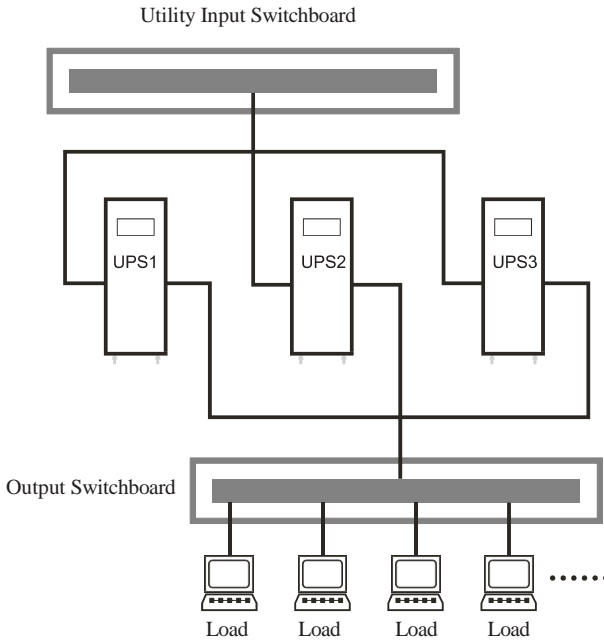 Utility Input Switchboard
UPS1 UPS2 UPS3
Output Switchboard
Load Load Load Load